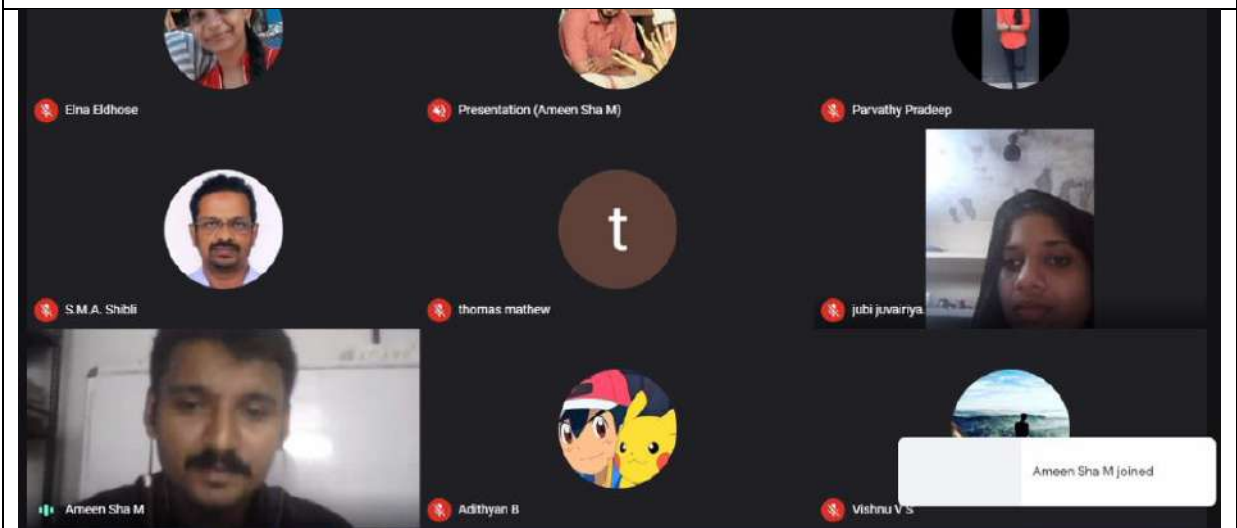 Elna Eldhose
Presentation (Ameen Sha M)
Parvathy Pradeep
S.M.A. Shibli
t
thomas mathew
jubi juvairiya
Ameen Sha M
Adithyan B
Vishnu V S
Ameen Sha M joined